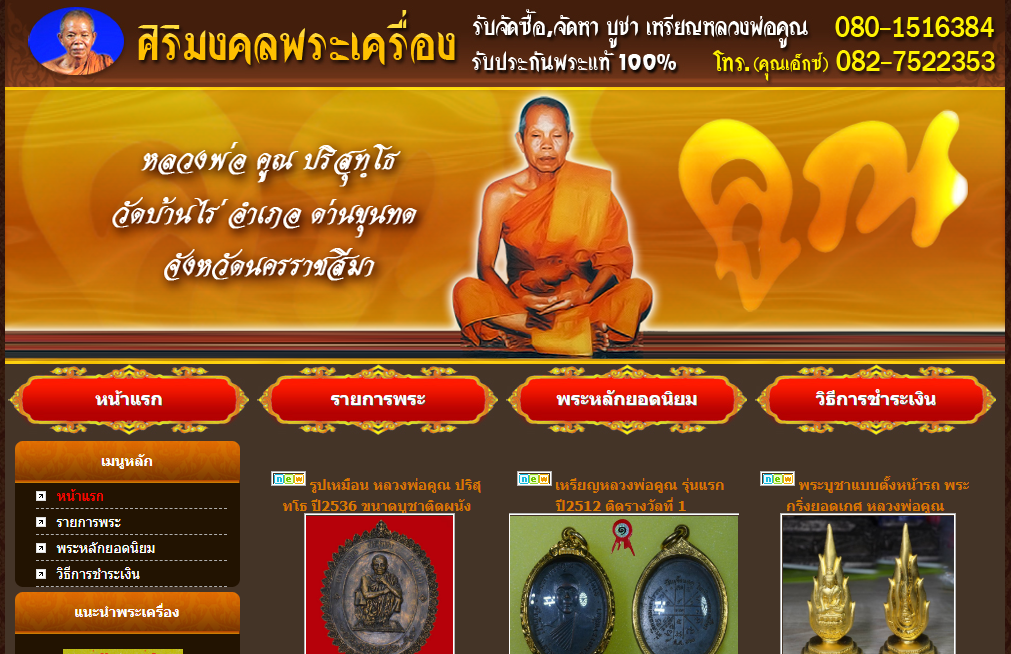 ศิริมงคลพระเครื่อง
รับจัดซื้อ,จัดหา บูชา เหรียญหลวงพ่อคูณ 080-1516384
รับประกันพระแท้ 100% โทร.(คุณเอ็กซ์) 082-7522353
หลวงพ่อ คูณ ปริสุทฺโธ
วัดบ้านไร่ อำเภอ ด่านขุนทด
จังหวัดนครราชสีมา
คูณ
หน้าแรก
รายการพระ
พระหลักยอดนิยม
วิธีการชำระเงิน
เมนูหลัก
หน้าแรก
รายการพระ
พระหลักยอดนิยม
วิธีการชำระเงิน
แนะนำพระเครื่อง
new รูปเหมือน หลวงพ่อคูณ ปริสุ
ทโธ ปี2536 ขนาดบูชาติดผนัง
new เหรียญหลวงพ่อคูณ รุ่นแรก
ปี2512 ติดรางวัลที่ 1
new พระบูชาแบบตั้งหน้ารถ พระ
กริ่งยอดเกศ หลวงพ่อคูณ